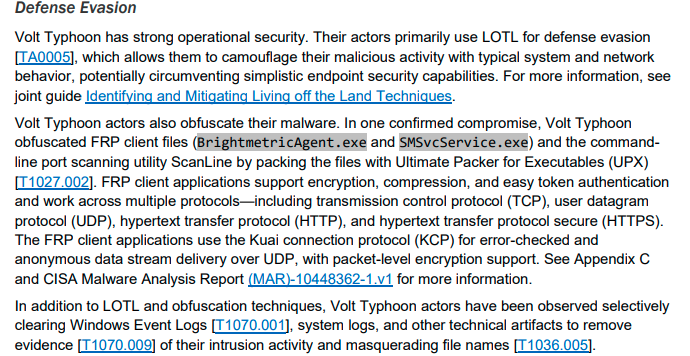 Defense Evasion
Volt Typhoon has strong operational security. Their actors primarily use LOTL for defense evasion
[TA0005], which allows them to camouflage their malicious activity with typical system and network
behavior, potentially circumventing simplistic endpoint security capabilities. For more information, see
joint guide Identifying and Mitigating Living off the Land Techniques.
Volt Typhoon actors also obfuscate their malware. In one confirmed compromise, Volt Typhoon
obfuscated FRP client files (BrightmetricAgent.exe and SMSvcService.exe) and the command-
line port scanning utility ScanLine by packing the files with Ultimate Packer for Executables (UPX)
[T1027.002]. FRP client applications support encryption, compression, and easy token authentication
and work across multiple protocols—including transmission control protocol (TCP), user datagram
protocol (UDP), hypertext transfer protocol (HTTP), and hypertext transfer protocol secure (HTTPS).
The FRP client applications use the Kuai connection protocol (KCP) for error-checked and
anonymous data stream delivery over UDP, with packet-level encryption support. See Appendix C
and CISA Malware Analysis Report (MAR)-10448362-1.v1 for more information.
In addition to LOTL and obfuscation techniques, Volt Typhoon actors have been observed selectively
clearing Windows Event Logs [T1070.001], system logs, and other technical artifacts to remove
evidence [T1070.009] of their intrusion activity and masquerading file names [T1036.005].